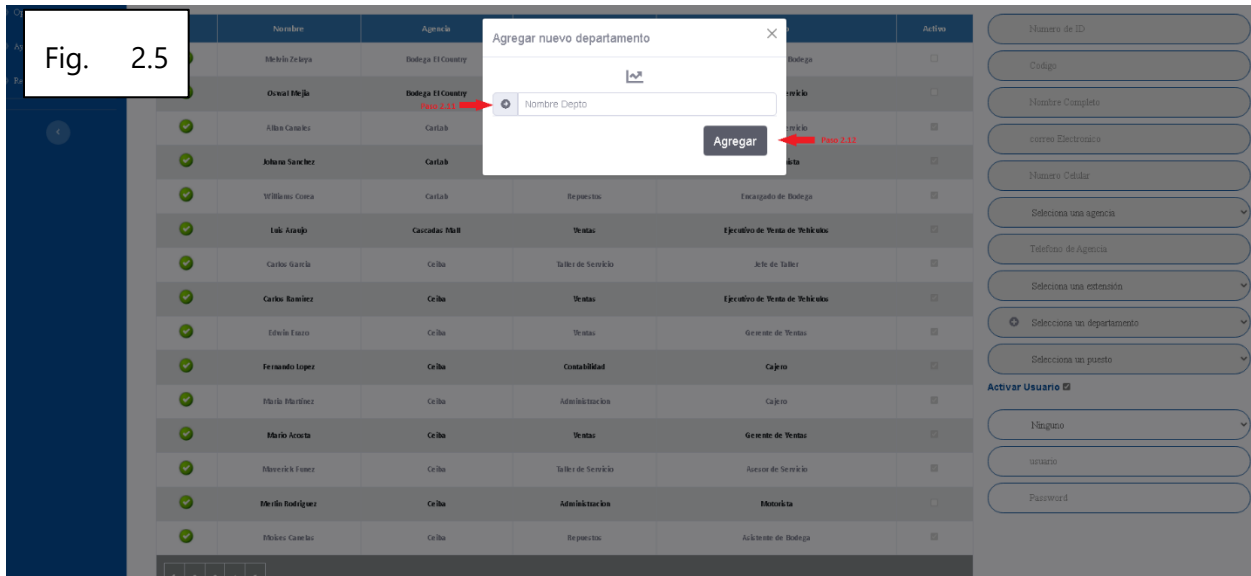 Fig. 2.5
Nombre Agencia Activo
Agregar nuevo departamento
Melvin Zelaya Bodega El Country Bodega
Oswal Mejia Bodega El Country
Paso 2.11 Nombre Depto
Allan Canales CarLab
Agregar Paso 2.12
Johana Sanchez CarLab
Williams Corea CarLab Repuestos Encargado de Bodega
Luis Araujo Cascadas Mall Ventas Ejecutivo de Venta de Vehiculos
Carlos Garcia Ceiba Taller de Servicio Jefe de Taller
Carlos Ramirez Ceiba Ventas Ejecutivo de Venta de Vehiculos
Edwin Erazo Ceiba Ventas Gerente de Ventas
Fernando Lopez Ceiba Contabilidad Cajero
Maria Martinez Ceiba Administracion Cajero
Mario Acosta Ceiba Ventas Gerente de Ventas
Maverick Funez Ceiba Taller de Servicio Asesor de Servicio
Merlin Rodriguez Ceiba Administracion Motorista
Moises Canelas Ceiba Repuestos Asistente de Bodega
Numero de ID
Codigo
Nombre Completo
correo Electronico
Numero Celular
Seleciona una agencia
Telefono de Agencia
Seleciona una extensión
Selecciona un departamento
Selecciona un puesto
Activar Usuario
Ninguno
usuario
Password